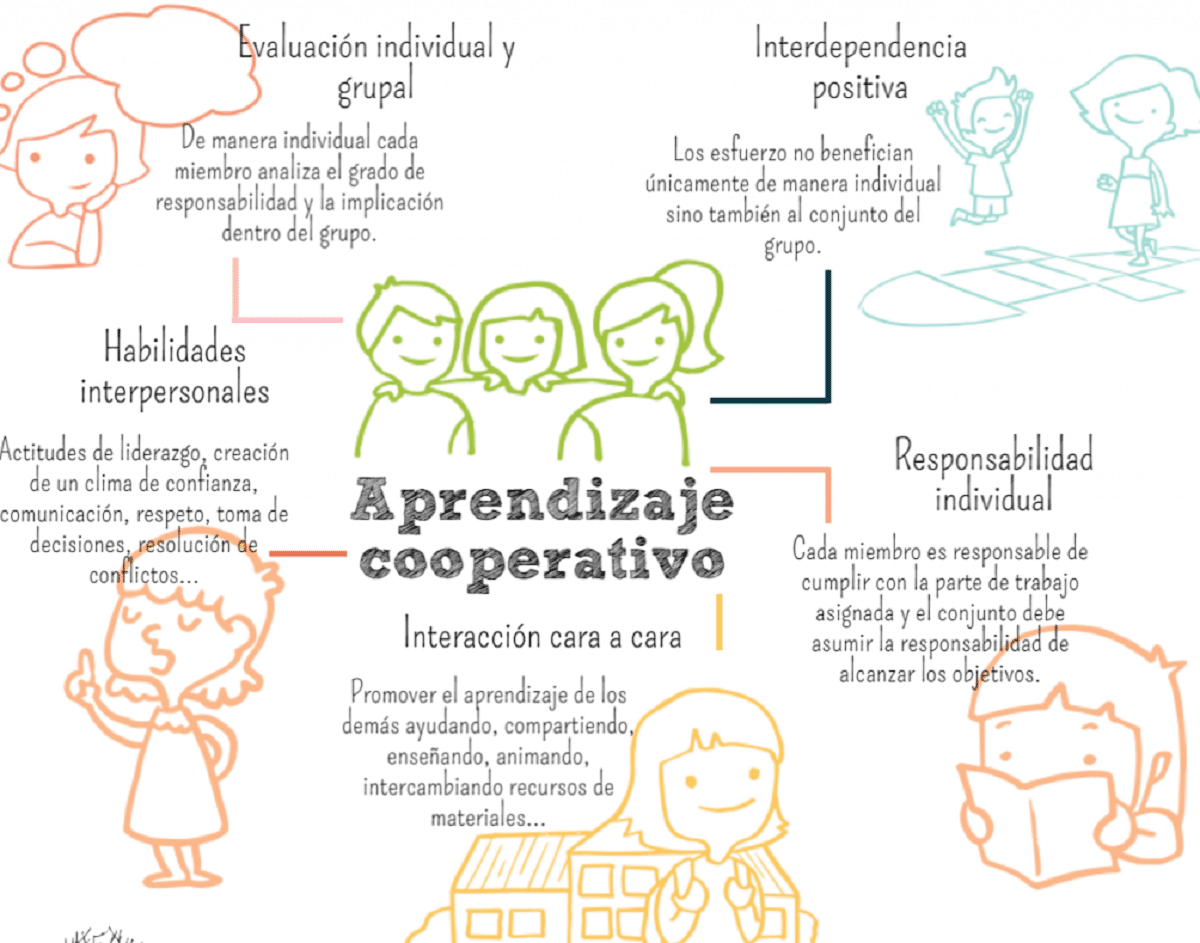 Evaluación individual y
grupal
De manera individual cada
miembro analiza el grado de
responsabilidad y la implicación
dentro del grupo.
Interdependencia
positiva
Los esfuerzo no benefician
únicamente de manera individual
sino también al conjunto del
grupo.
Habilidades
interpersonales
Actitudes de liderazgo, creación
de un clima de confianza,
comunicación, respeto, toma de
decisiones, resolución de
conflictos...
Aprendizaje
cooperativo
Responsabilidad
individual
Cada miembro es responsable de
cumplir con la parte de trabajo
asignada y el conjunto debe
asumir la responsabilidad de
alcanzar los objetivos.
Interacción cara a cara
Promover el aprendizaje de los
demás ayudando, compartiendo,
enseñando, animando,
intercambiando recursos de
materiales...